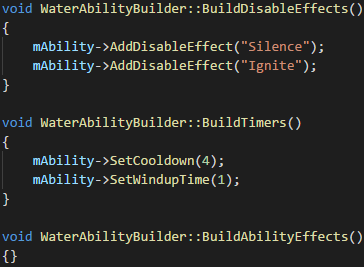 void WaterAbilityBuilder::BuildDisableEffects()
{
    mAbility->AddDisableEffect("Silence");
    mAbility->AddDisableEffect("Ignite");
}

void WaterAbilityBuilder::BuildTimers()
{
    mAbility->SetCooldown(4);
    mAbility->SetWindupTime(1);
}

void WaterAbilityBuilder::BuildAbilityEffects()
{}